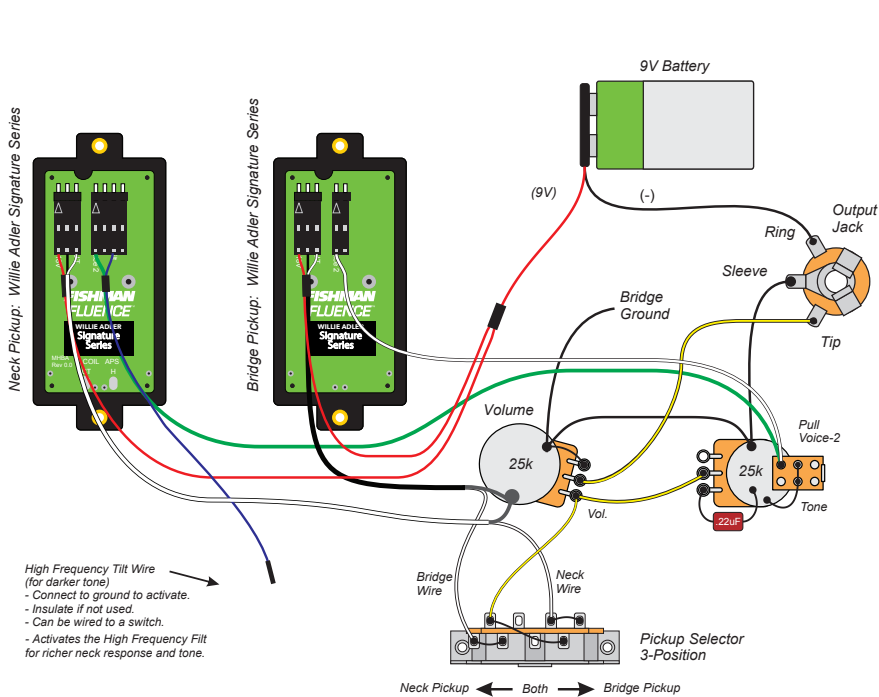 9V Battery
Neck Pickup: Willie Adler Signature Series
Bridge Pickup: Willie Adler Signature Series
(9V)
(-)
Output
Jack
Ring
Sleeve
Tip
Bridge
Ground
FISHMAN
FLUENCE
WILLIE ADLER
Signature
Series
Rev 0.0
COIL APS
T H
FISHMAN
FLUENCE
WILLIE ADLER
Signature
Series
Volume
25k
Vol.
25k
Pull
Voice-2
Tone
.22uF
High Frequency Tilt Wire
(for darker tone)
- Connect to ground to activate.
- Insulate if not used.
- Can be wired to a switch.
- Activates the High Frequency Filt
for richer neck response and tone.
Bridge
Wire
Neck
Wire
Pickup Selector
3-Position
Neck Pickup Both Bridge Pickup